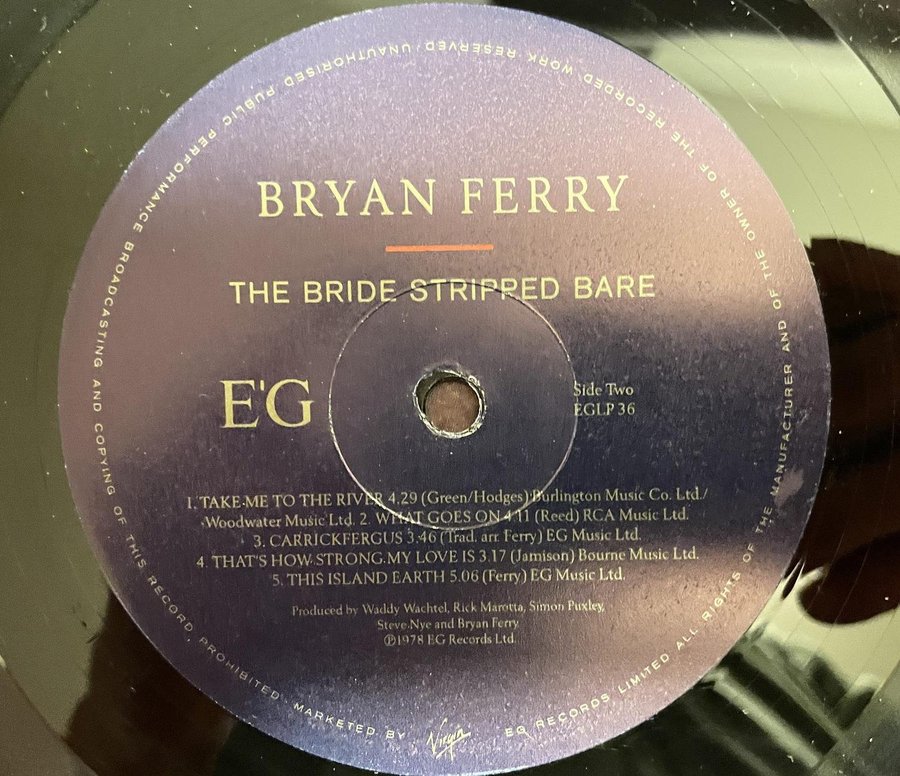 BRYAN FERRY
THE BRIDE STRIPPED BARE
E'G
Side Two
EGLP 36
1. TAKE ME TO THE RIVER 4.29 (Green/Hodges) Burlington Music Co. Ltd./
Woodwater Music Ltd. 2. WHAT GOES ON 4.11 (Reed) RCA Music Ltd.
3. CARRICKFERGUS 3.46 (Trad. arr. Ferry) EG Music Ltd.
4. THAT'S HOW STRONG MY LOVE IS 3.17 (Jamison) Bourne Music Ltd.
5. THIS ISLAND EARTH 5.06 (Ferry) EG Music Ltd.
Produced by Waddy Wachtel, Rick Marotta, Simon Puxley,
Steve Nye and Bryan Ferry
℗1978 EG Records Ltd.
ALL RIGHTS OF THE MANUFACTURER AND OF THE OWNER OF THE RECORDED WORK RESERVED · UNAUTHORISED PUBLIC PERFORMANCE BROADCASTING AND COPYING OF THIS RECORD PROHIBITED. MARKETED BY Virgin EG RECORDS LIMITED